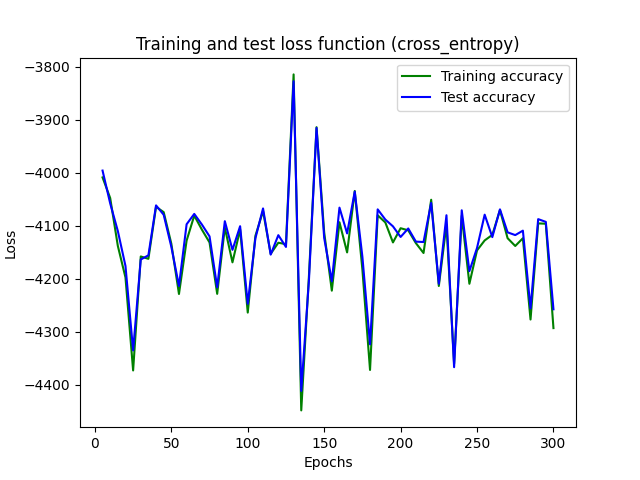 Training and test loss function (cross_entropy)
Training accuracy
Test accuracy
−3800
−3900
−4000
−4100
−4200
−4300
−4400
Loss
0
50
100
150
200
250
300
Epochs